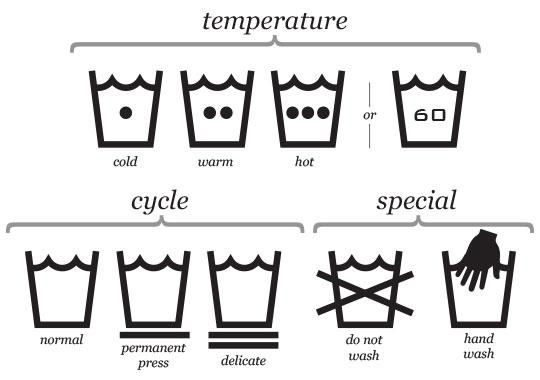 temperature
60
or
cold
warm
hot
cycle
special
normal
permanent
press
delicate
do not
wash
hand
wash